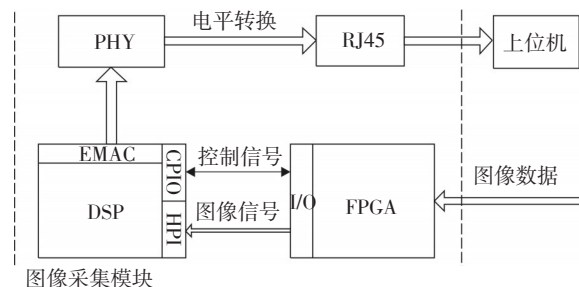 PHY
电平转换
RJ45
上位机
EMAC
CPIO
控制信号
图像数据
DSP
HPI
图像信号
I/O
FPGA
图像采集模块